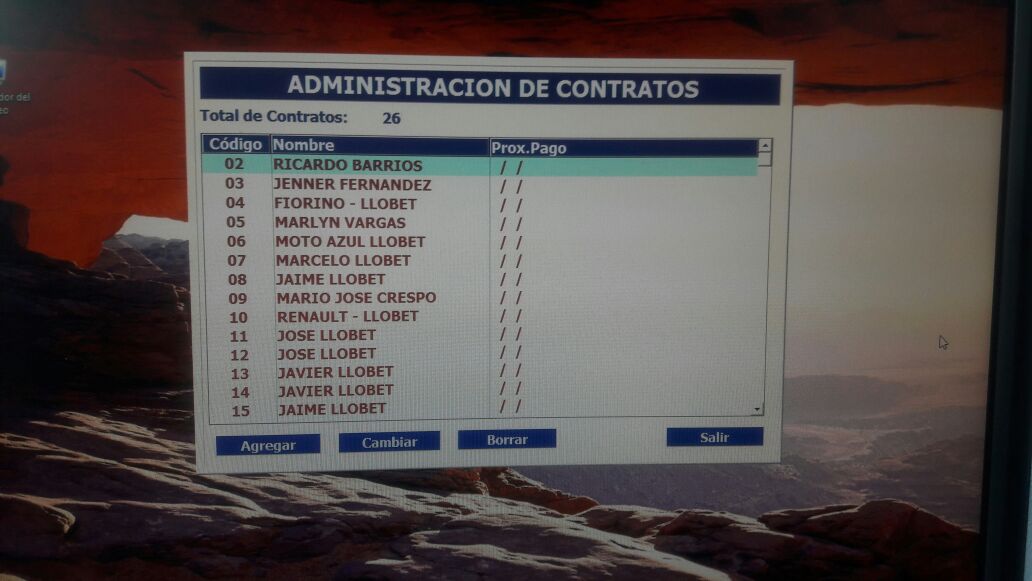 dor del
eo
ADMINISTRACION DE CONTRATOS
Total de Contratos: 26
Código Nombre Prox.Pago
02 RICARDO BARRIOS / /
03 JENNER FERNANDEZ / /
04 FIORINO - LLOBET / /
05 MARLYN VARGAS / /
06 MOTO AZUL LLOBET / /
07 MARCELO LLOBET / /
08 JAIME LLOBET / /
09 MARIO JOSE CRESPO / /
10 RENAULT - LLOBET / /
11 JOSE LLOBET / /
12 JOSE LLOBET / /
13 JAVIER LLOBET / /
14 JAVIER LLOBET / /
15 JAIME LLOBET / /
Agregar Cambiar Borrar Salir